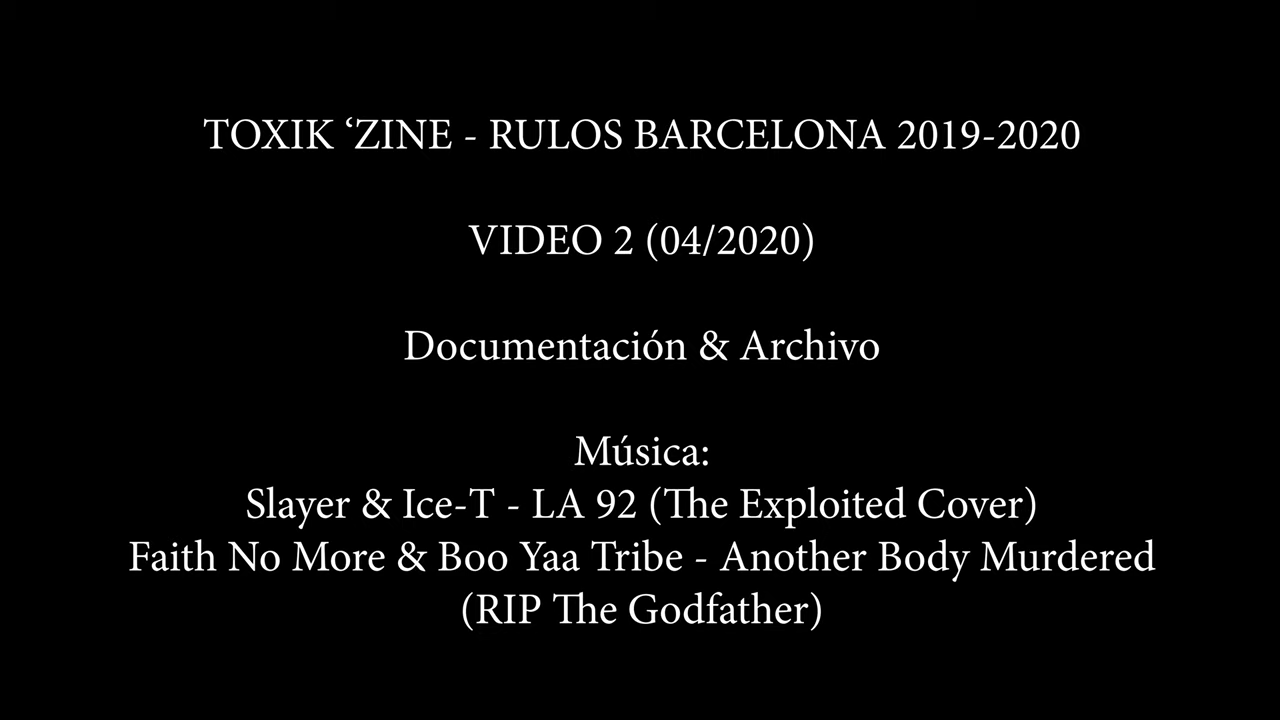 TOXIK ‘ZINE - RULOS BARCELONA 2019-2020
VIDEO 2 (04/2020)
Documentación & Archivo
Música:
Slayer & Ice-T - LA 92 (The Exploited Cover)
Faith No More & Boo Yaa Tribe - Another Body Murdered
(RIP The Godfather)